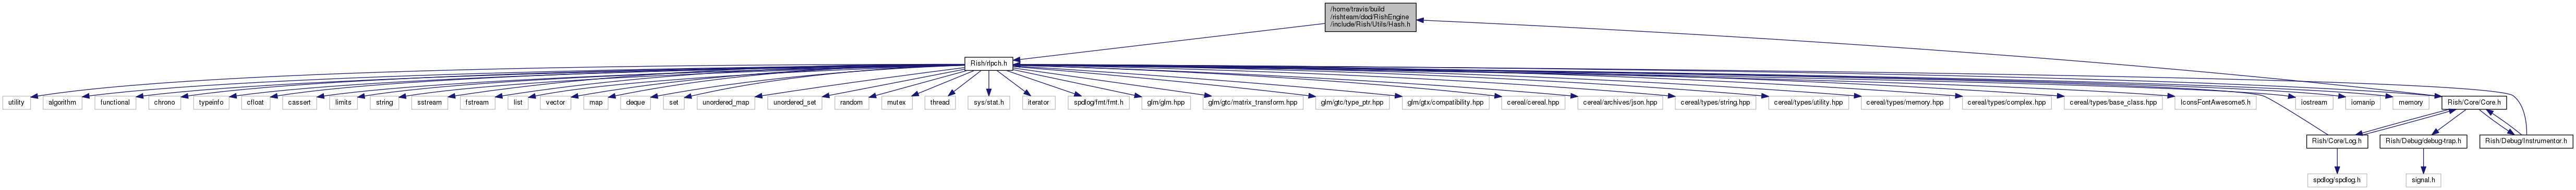 /home/travis/build
/rishteam/dod/RishEngine
/include/Rish/Utils/Hash.h
Rish/rlpch.h
utility
algorithm
functional
chrono
typeinfo
cfloat
cassert
limits
string
sstream
fstream
list
vector
map
deque
set
unordered_map
unordered_set
random
mutex
thread
sys/stat.h
iterator
spdlog/fmt/fmt.h
glm/glm.hpp
glm/gtc/matrix_transform.hpp
glm/gtc/type_ptr.hpp
glm/gtx/compatibility.hpp
cereal/cereal.hpp
cereal/archives/json.hpp
cereal/types/string.hpp
cereal/types/utility.hpp
cereal/types/memory.hpp
cereal/types/complex.hpp
cereal/types/base_class.hpp
IconsFontAwesome5.h
iostream
iomanip
memory
Rish/Core/Core.h
Rish/Core/Log.h
Rish/Debug/debug-trap.h
Rish/Debug/Instrumentor.h
spdlog/spdlog.h
signal.h